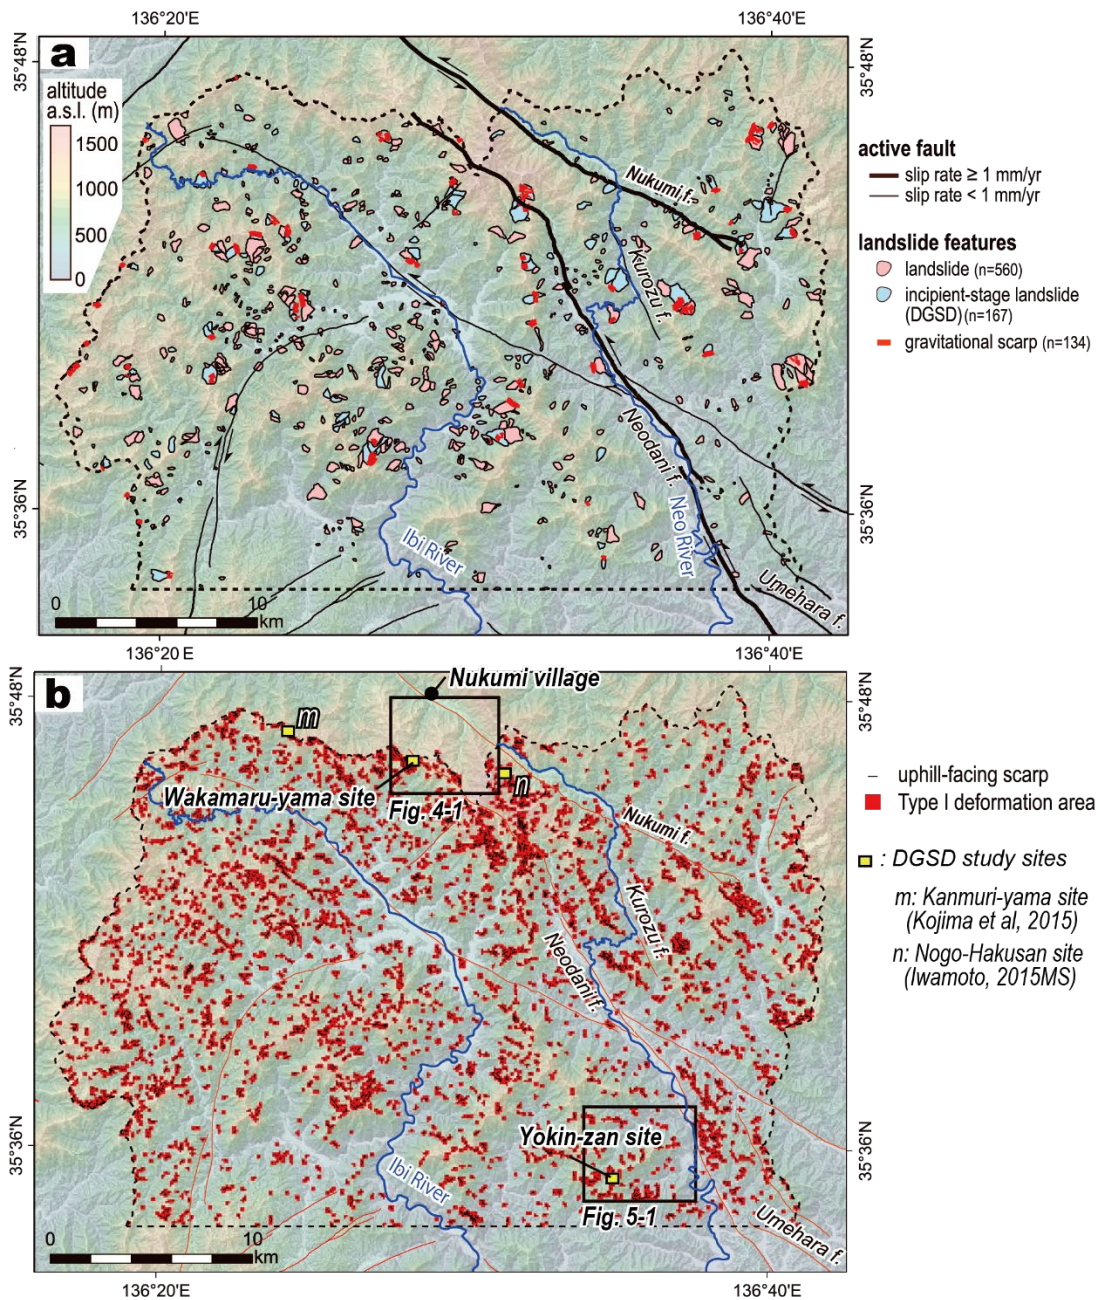 136°20'E
136°40'E
a
35°48'N
35°48'N
altitude
a.s.l. (m)
1500
1000
500
0
Nukumi f.
Kurozu f.
Neodani f.
Neo River
Ibi River
Umehara f.
35°36'N
35°36'N
0
10
km
active fault
slip rate ≥ 1 mm/yr
slip rate < 1 mm/yr
landslide features
landslide (n=560)
incipient-stage landslide
(DGSD) (n=167)
gravitational scarp (n=134)
136°20'E
136°40'E
b
35°48'N
35°48'N
Nukumi village
m
Wakamaru-yama site
Fig. 4-1
n
Nukumi f.
Kurozu f.
Neodani f.
Yokin-zan site
Fig. 5-1
Ibi River
Umehara f.
35°36'N
35°36'N
0
10
km
136°20'E
136°40'E
uphill-facing scarp
Type I deformation area
: DGSD study sites
m: Kanmuri-yama site
(Kojima et al, 2015)
n: Nogo-Hakusan site
(Iwamoto, 2015MS)